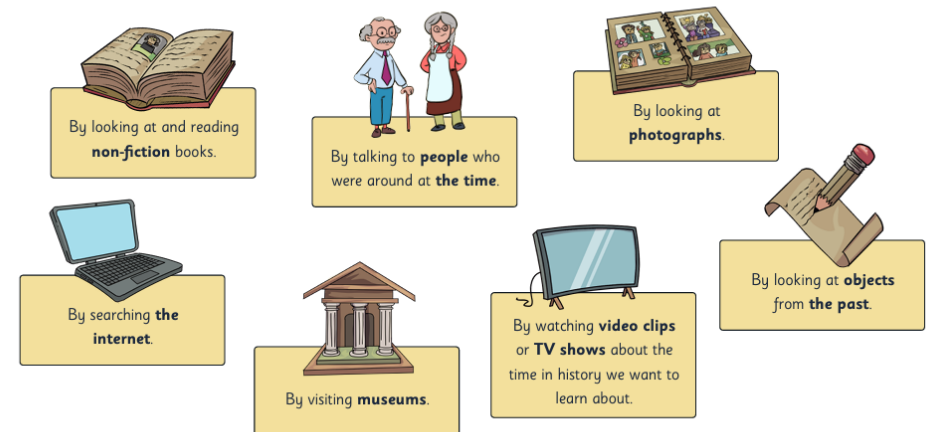 By looking at and reading
non-fiction books.
By talking to people who
were around at the time.
By looking at
photographs.
By searching the
internet.
By visiting museums.
By watching video clips
or TV shows about the
time in history we want to
learn about.
By looking at objects
from the past.